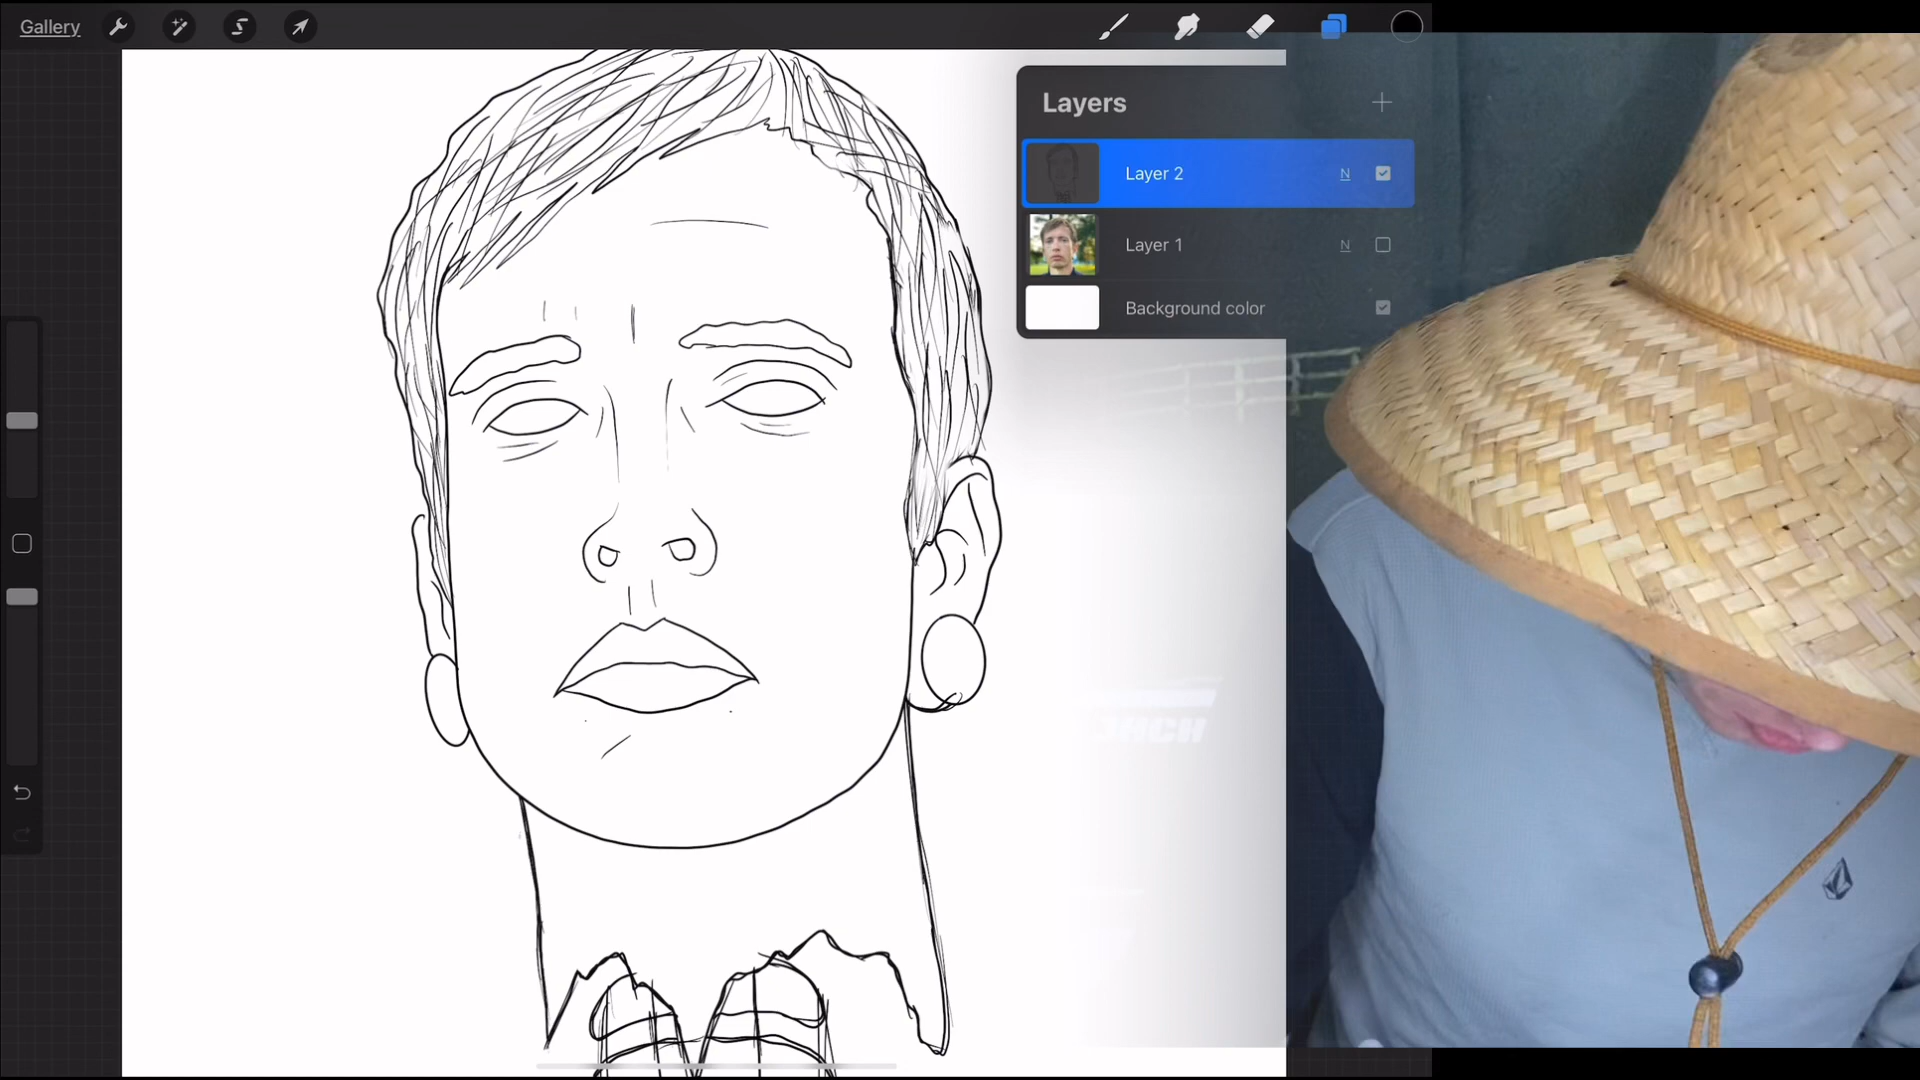 Gallery
Layers
Layer 2 N
Layer 1 N
Background color